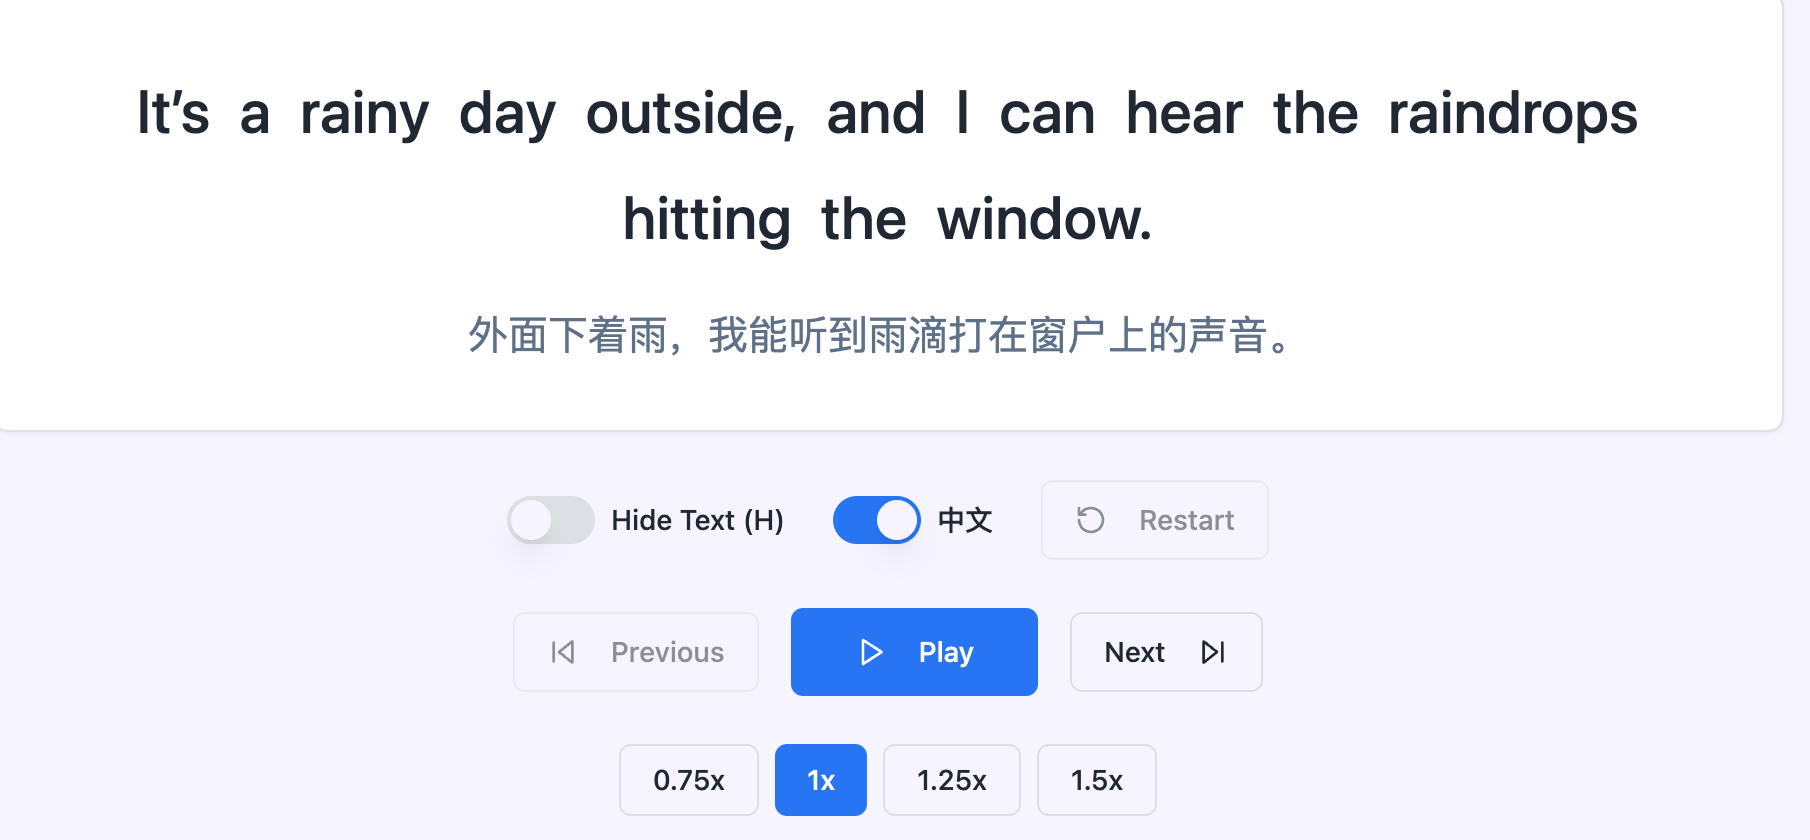 It’s a rainy day outside, and I can hear the raindrops
hitting the window.
外面下着雨，我能听到雨滴打在窗户上的声音。
Hide Text (H) 中文 Restart
Previous Play Next
0.75x 1x 1.25x 1.5x